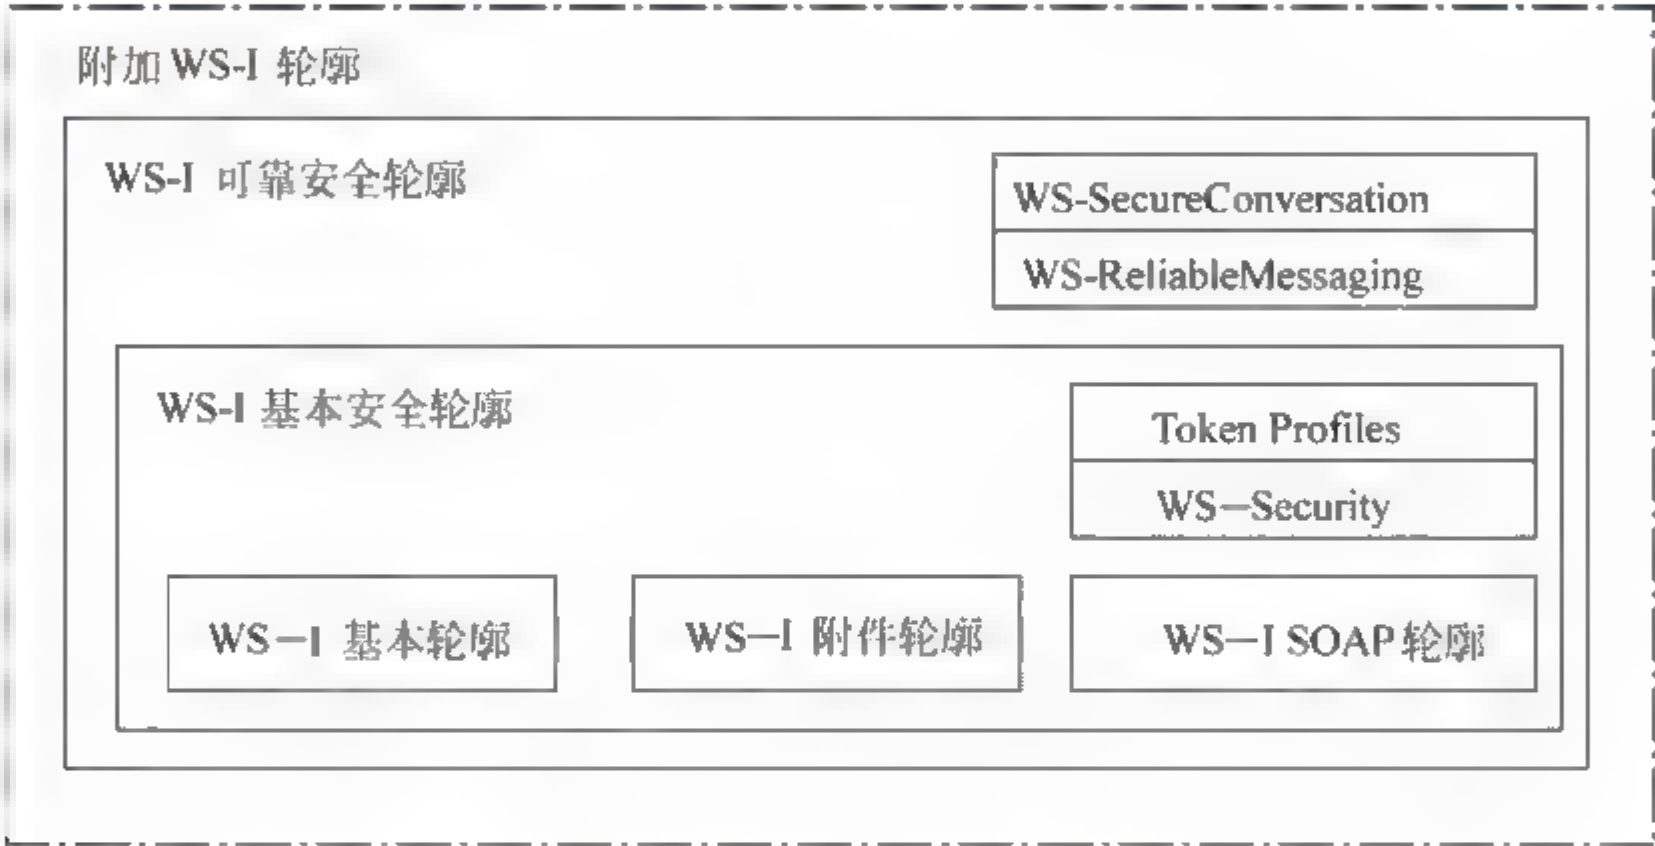 附加 WS-I 轮廓
WS-I 可靠安全轮廓
WS-SecureConversation
WS-ReliableMessaging
WS-I 基本安全轮廓
Token Profiles
WS—Security
WS—I 基本轮廓
WS—I 附件轮廓
WS—I SOAP 轮廓